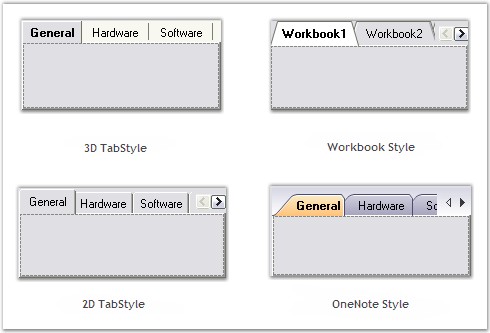 General Hardware Software
Workbook1 Workbook2
3D TabStyle
Workbook Style
General Hardware Software
General Hardware So
2D TabStyle
OneNote Style